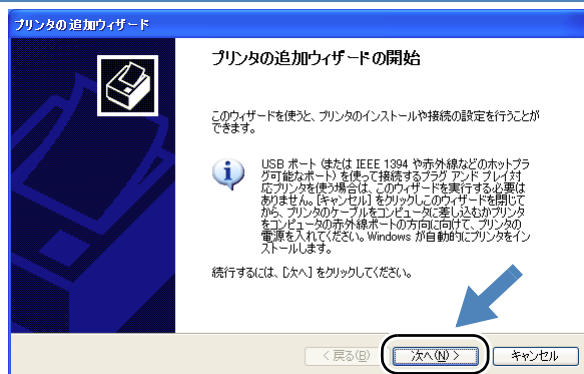 プリンタの追加ウィザード
プリンタの追加ウィザードの開始
このウィザードを使うと、プリンタのインストールや接続の設定を行うことが
できます。
USB ポート (または IEEE 1394 や赤外線などのホットプラ
グ可能なポート) を使って接続するプラグ アンド プレイ対
応プリンタを使う場合は、このウィザードを実行する必要は
ありません。[キャンセル] をクリックしこのウィザードを閉じて
から、プリンタのケーブルをコンピュータに差し込むかプリンタ
をコンピュータの赤外線ポートの方向に向けて、プリンタの
電源を入れてください。Windows が自動的にプリンタをイン
ストールします。
続行するには、[次へ] をクリックしてください。
< 戻る(B)
次へ(N) >
キャンセル